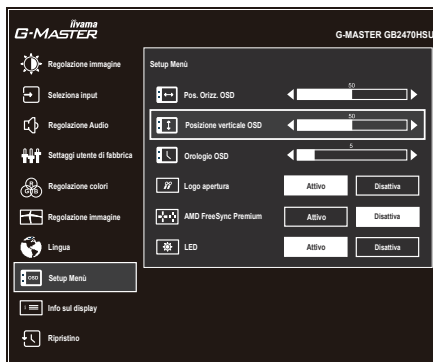 iiyama
G-MASTER
G-MASTER GB2470HSU
Regolazione immagine
Seleziona input
Regolazione Audio
Settaggi utente di fabbrica
R
G B
Regolazione colori
Regolazione immagine
Lingua
OSD Setup Menù
Info sul display
Ripristino
Setup Menù
Pos. Orizz. OSD 50
Posizione verticale OSD 50
Orologio OSD 5
Logo apertura Attivo Disattiva
AMD FreeSync Premium Attivo Disattiva
LED Attivo Disattiva